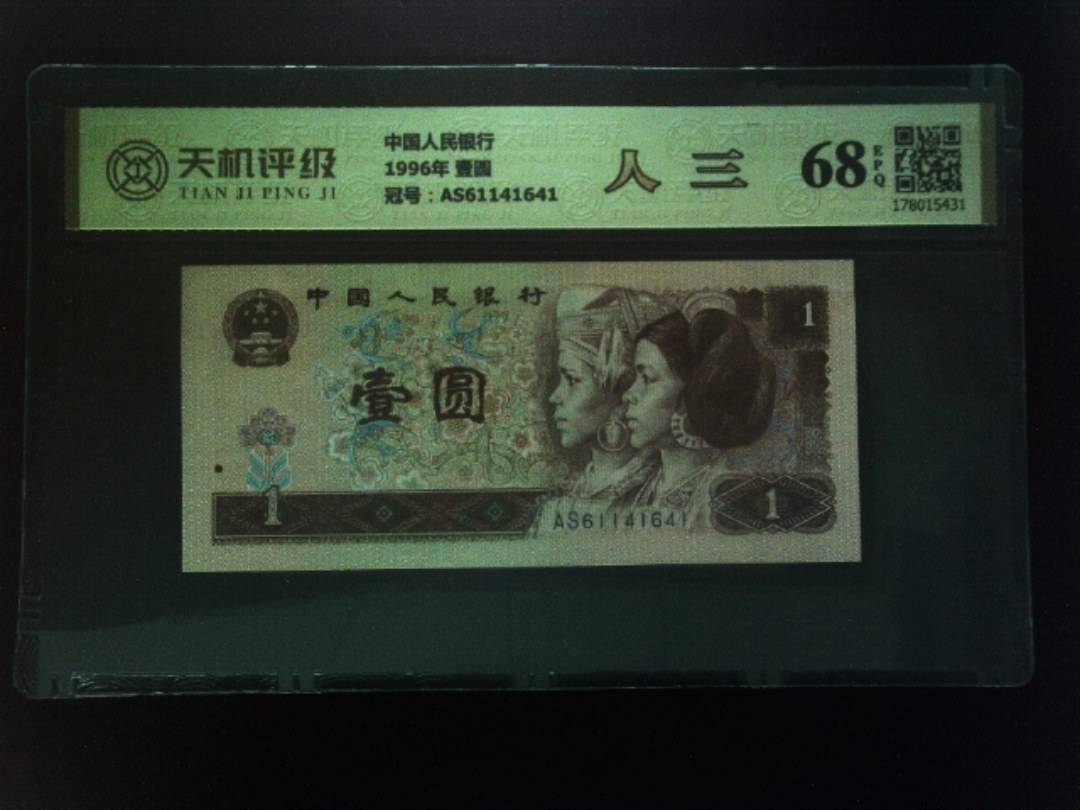 天机评级
TIAN JI PING JI
中国人民银行
1996年 壹圆
冠号：AS61141641
人 三
68
EPQ
178015431
中国人民银行
壹圆
1
1
AS61141641
1